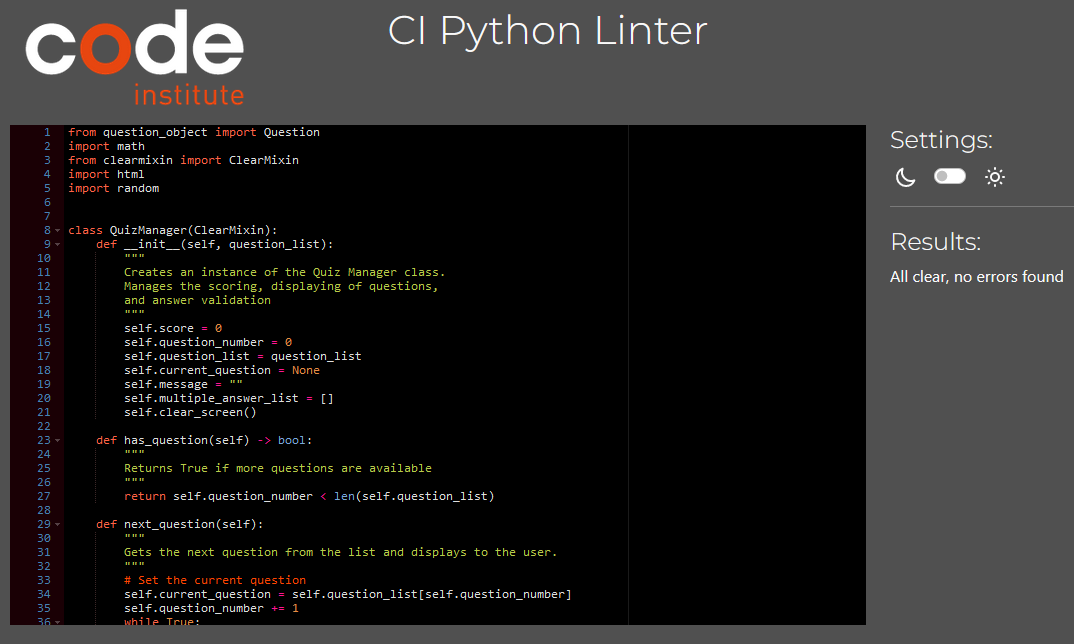 code
institute
CI Python Linter
1 from question_object import Question
2 import math
3 from clearmixin import ClearMixin
4 import html
5 import random
6
7
8 class QuizManager(ClearMixin):
9     def __init__(self, question_list):
10         """
11         Creates an instance of the Quiz Manager class.
12         Manages the scoring, displaying of questions,
13         and answer validation
14         """
15         self.score = 0
16         self.question_number = 0
17         self.question_list = question_list
18         self.current_question = None
19         self.message = ""
20         self.multiple_answer_list = []
21         self.clear_screen()
22
23     def has_question(self) -> bool:
24         """
25         Returns True if more questions are available
26         """
27         return self.question_number < len(self.question_list)
28
29     def next_question(self):
30         """
31         Gets the next question from the list and displays to the user.
32         """
33         # Set the current question
34         self.current_question = self.question_list[self.question_number]
35         self.question_number += 1
36         while True:
Settings:
Results:
All clear, no errors found